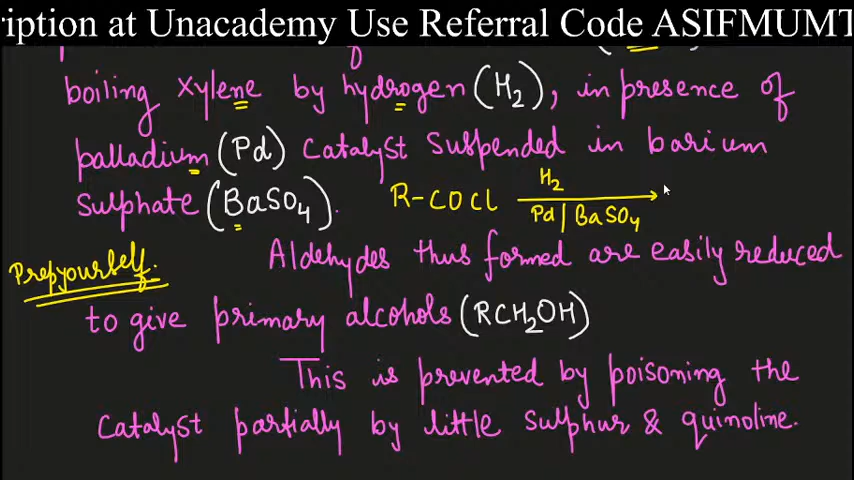 ription at Unacademy Use Referral Code ASIFMUMT
boiling xylene by hydrogen (H2), in presence of
palladium (Pd) catalyst suspended in barium
sulphate (BaSO4). R-COCl H2 Pd | BaSO4
Prepyourself. Aldehydes thus formed are easily reduced
to give primary alcohols (RCH2OH)
This is prevented by poisoning the
catalyst partially by little sulphur & quinoline.